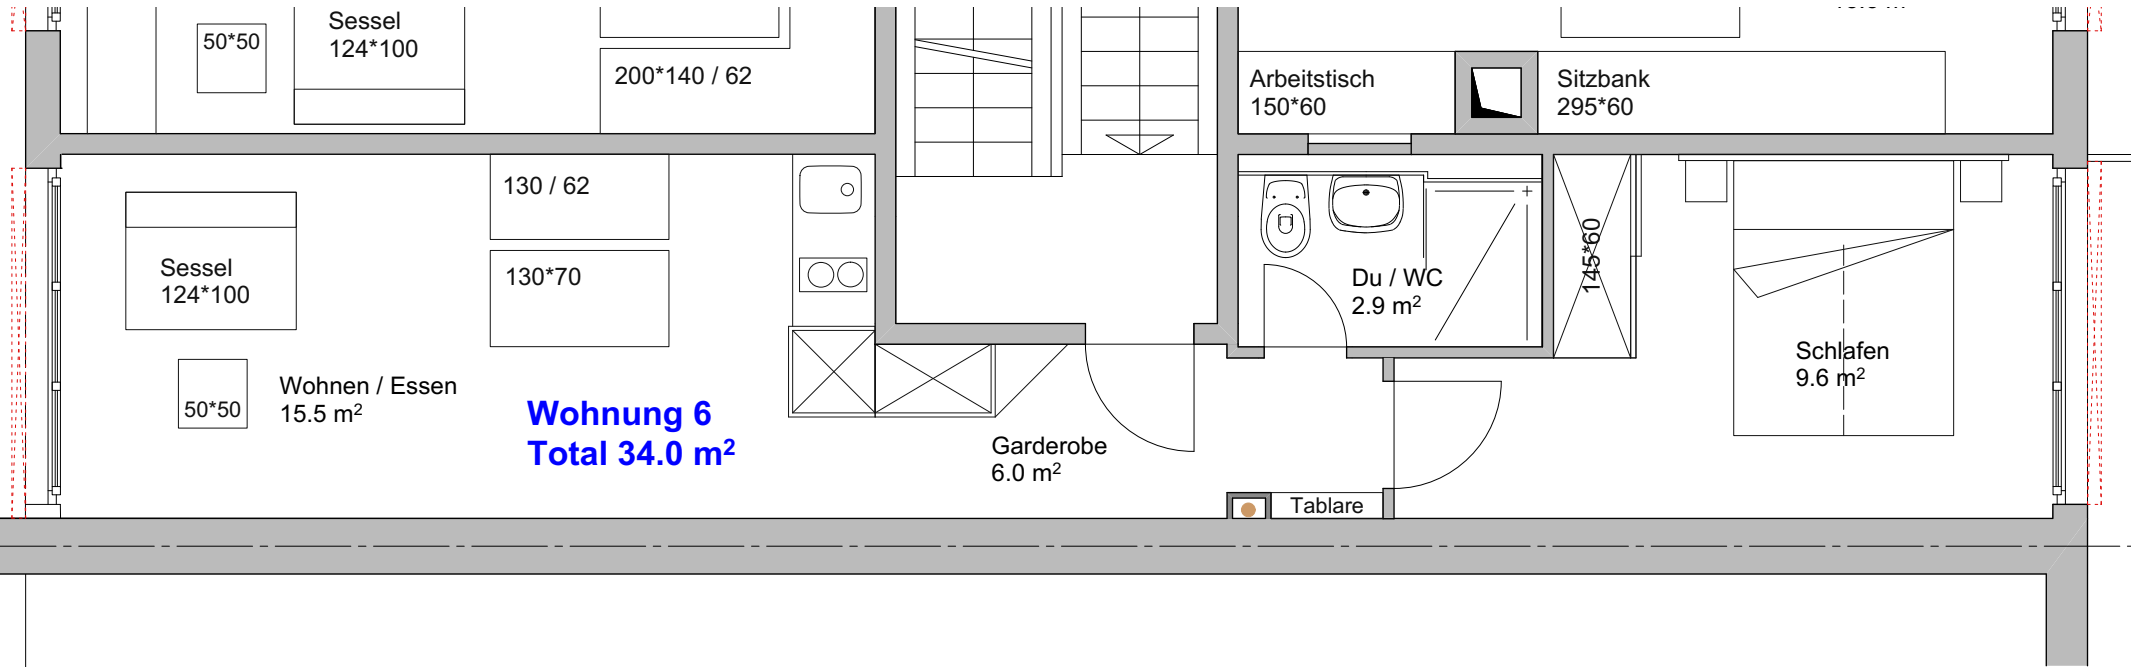 Sessel
124*100
50*50
200*140 / 62
Arbeitstisch
150*60
Sitzbank
295*60
130 / 62
130*70
Sessel
124*100
50*50
Wohnen / Essen
15.5 m²
Wohnung 6
Total 34.0 m²
Garderobe
6.0 m²
Du / WC
2.9 m²
145*60
Schlafen
9.6 m²
Tablare